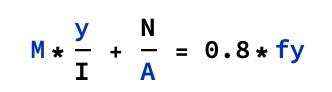 M * y/I + N/A = 0.8 * fy